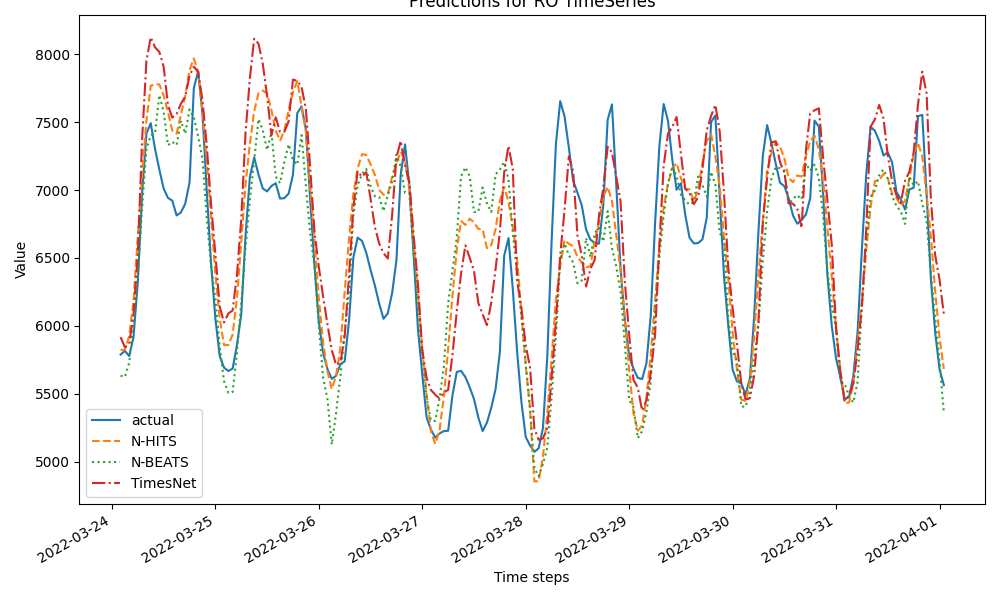 Predictions for RO TimeSeries
8000
7500
7000
6500
6000
5500
5000
Value
actual
N-HITS
N-BEATS
TimesNet
2022-03-24
2022-03-25
2022-03-26
2022-03-27
2022-03-28
2022-03-29
2022-03-30
2022-03-31
2022-04-01
Time steps